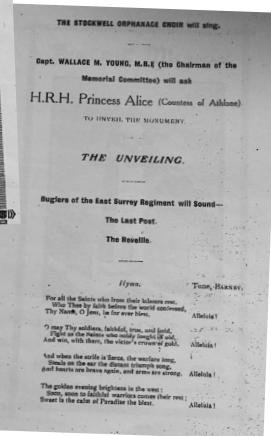 THE STOCKWELL ORPHANAGE CHOIR will sing.
Capt. WALLACE M. YOUNG, M.B.E (the Chairman of the
Memorial Committee) will ask
H.R.H. Princess Alice (Countess of Athlone)
TO UNVEIL THE MONUMENT.
THE UNVEILING.
Buglers of the East Surrey Regiment will Sound—
The Last Post.
The Reveille.
Hymn. Tune, BARNBY.
For all the Saints who from their labours rest,
Who Thee by faith before the world confessed,
Thy Name, O Jesu, be for ever blest. Alleluia!
O may Thy soldiers, faithful, true, and bold,
Fight as the Saints who nobly fought of old,
And win, with them, the victor's crown of gold. Alleluia!
And when the strife is fierce, the warfare long,
Steals on the ear the distant triumph song,
And hearts are brave again, and arms are strong. Alleluia!
The golden evening brightens in the west:
Soon, soon to faithful warriors comes their rest;
Sweet is the calm of Paradise the blest. Alleluia!